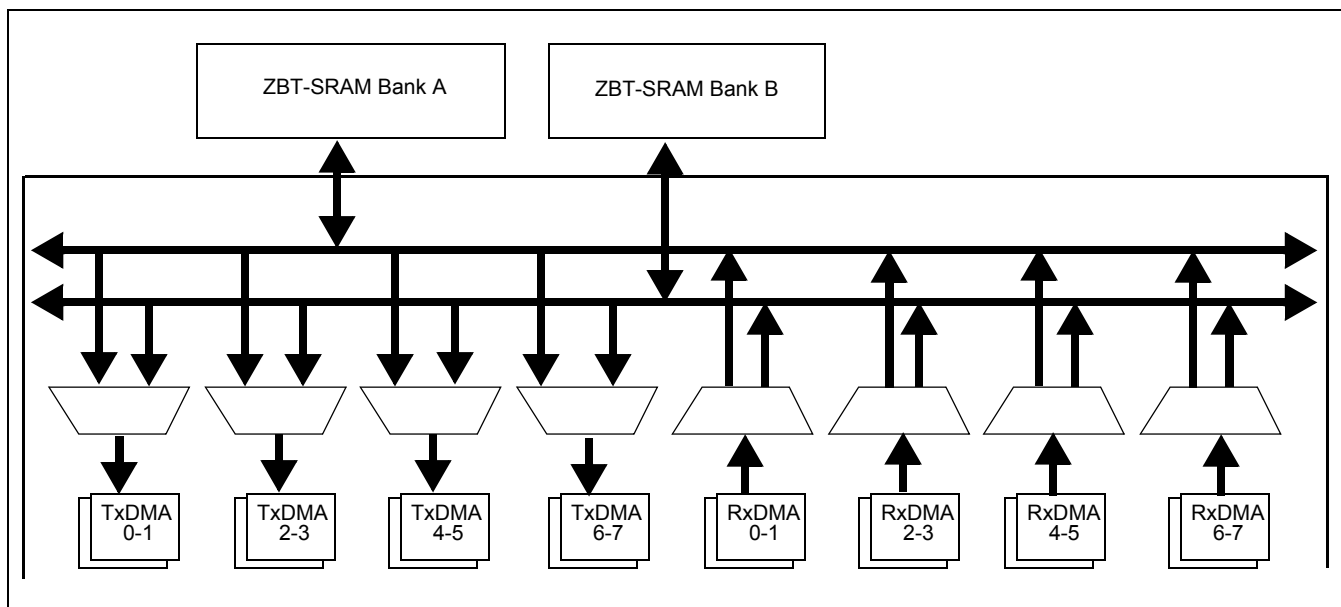 ZBT-SRAM Bank A
ZBT-SRAM Bank B
TxDMA
0-1
TxDMA
2-3
TxDMA
4-5
TxDMA
6-7
RxDMA
0-1
RxDMA
2-3
RxDMA
4-5
RxDMA
6-7